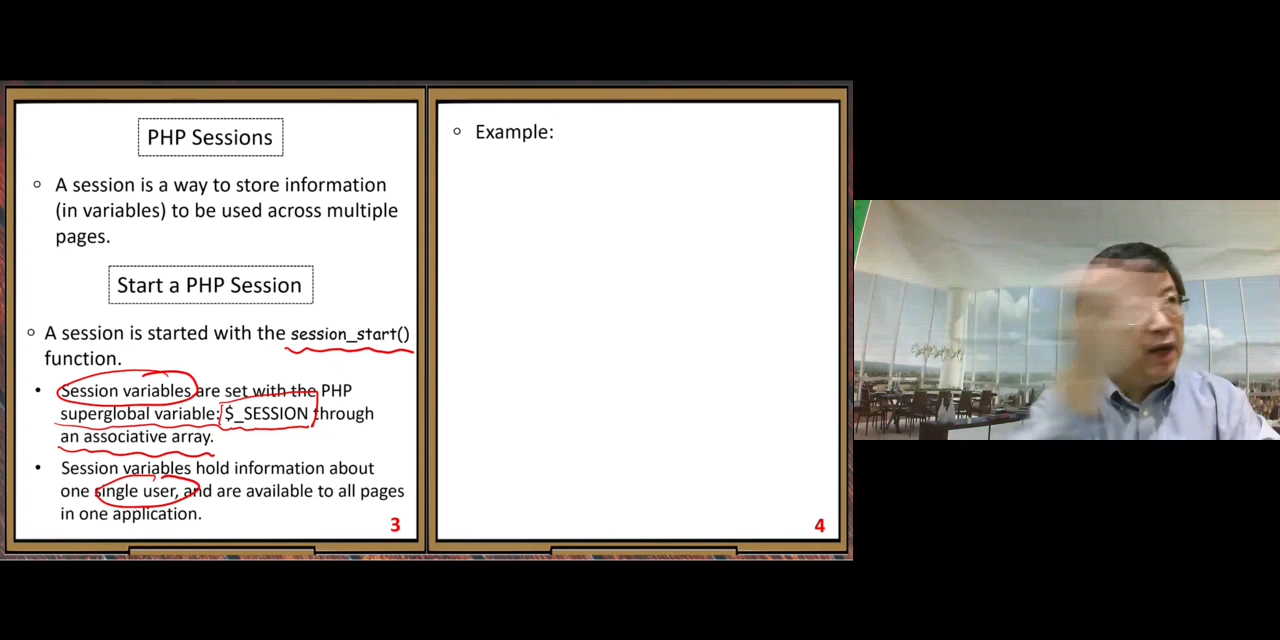 PHP Sessions
○ A session is a way to store information
(in variables) to be used across multiple
pages.
Start a PHP Session
○ A session is started with the session_start()
function.
• Session variables are set with the PHP
superglobal variable: $_SESSION through
an associative array.
• Session variables hold information about
one single user, and are available to all pages
in one application.
3
○ Example:
4